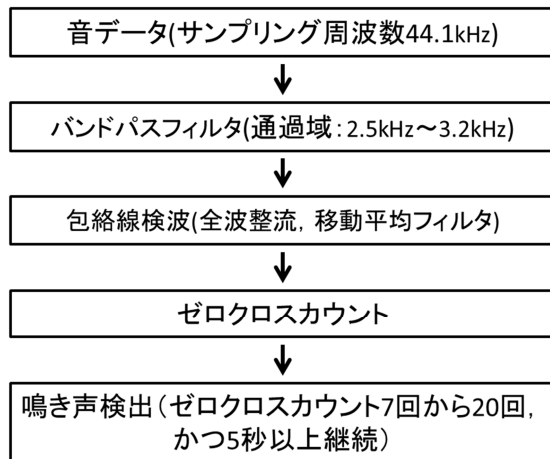 音データ(サンプリング周波数44.1kHz)
バンドパスフィルタ(通過域:2.5kHz～3.2kHz)
包絡線検波(全波整流, 移動平均フィルタ)
ゼロクロスカウント
鳴き声検出(ゼロクロスカウント7回から20回,
かつ5秒以上継続)